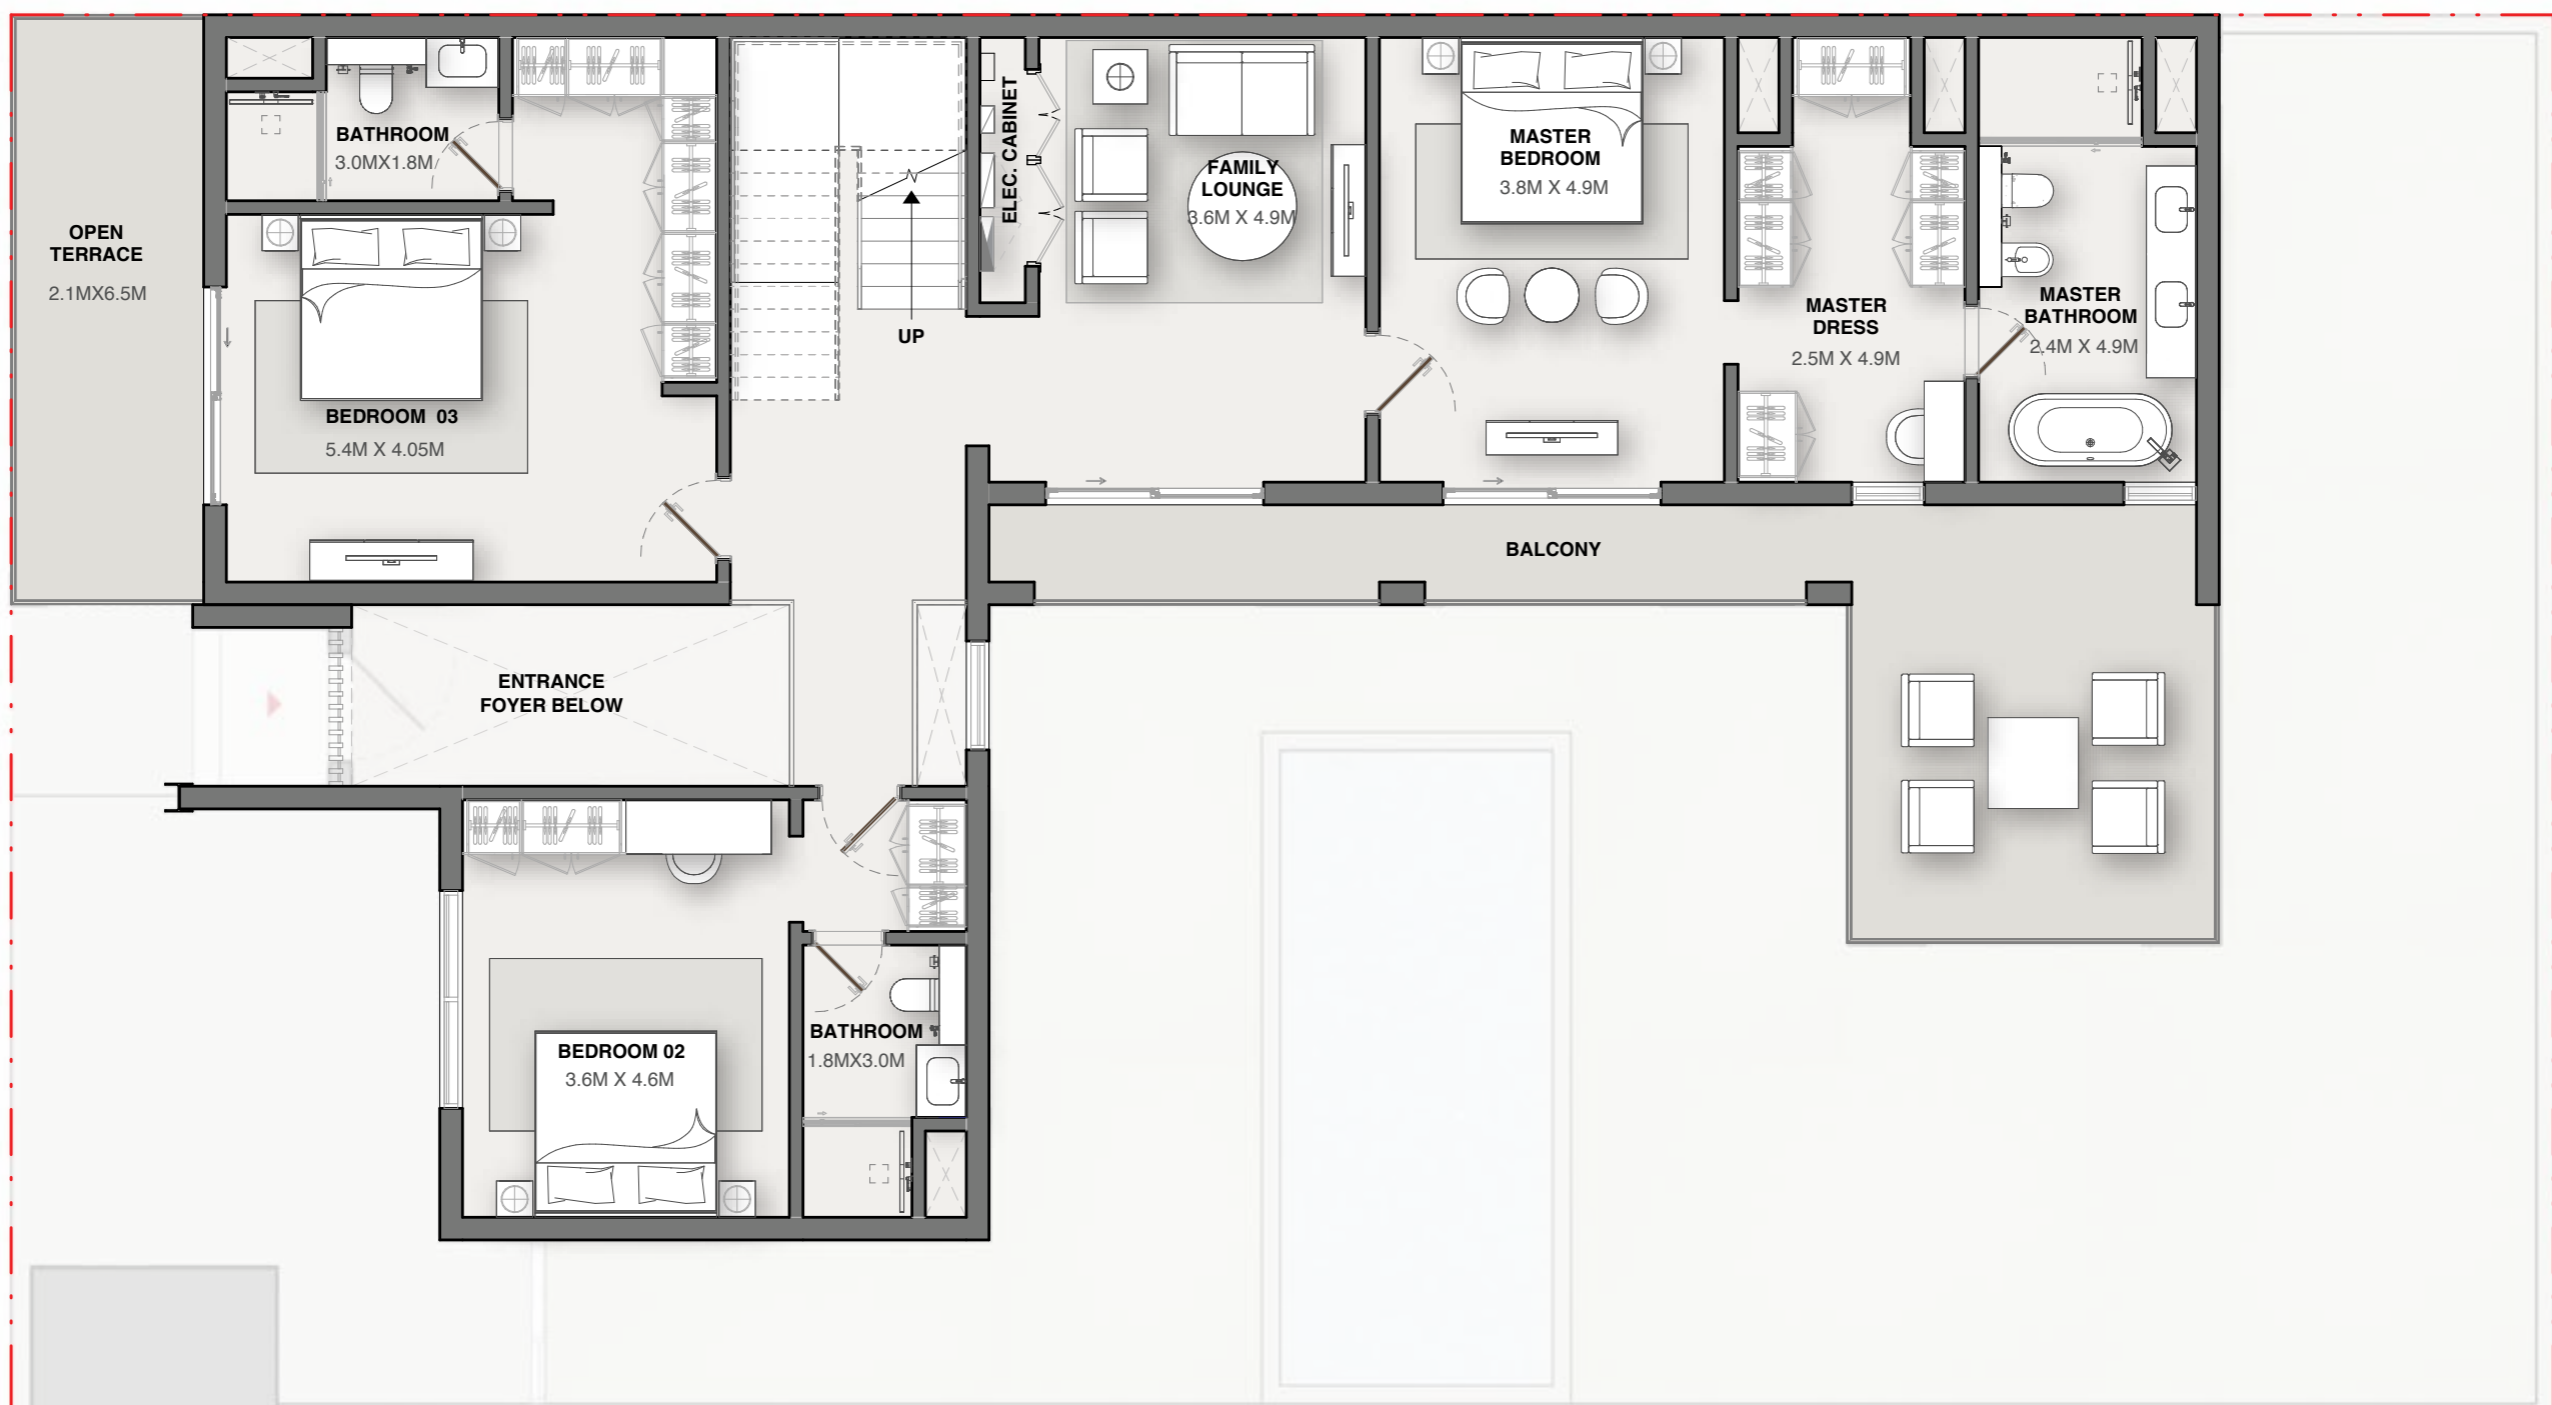 OPEN
TERRACE
2.1MX6.5M
BATHROOM
3.0MX1.8M
BEDROOM  03
5.4M X 4.05M
UP
ELEC. CABINET
FAMILY
LOUNGE
3.6M X 4.9M
MASTER
BEDROOM
3.8M X 4.9M
MASTER
DRESS
2.5M X 4.9M
MASTER
BATHROOM
2.4M X 4.9M
BALCONY
ENTRANCE
FOYER BELOW
BEDROOM 02
3.6M X 4.6M
BATHROOM
1.8MX3.0M